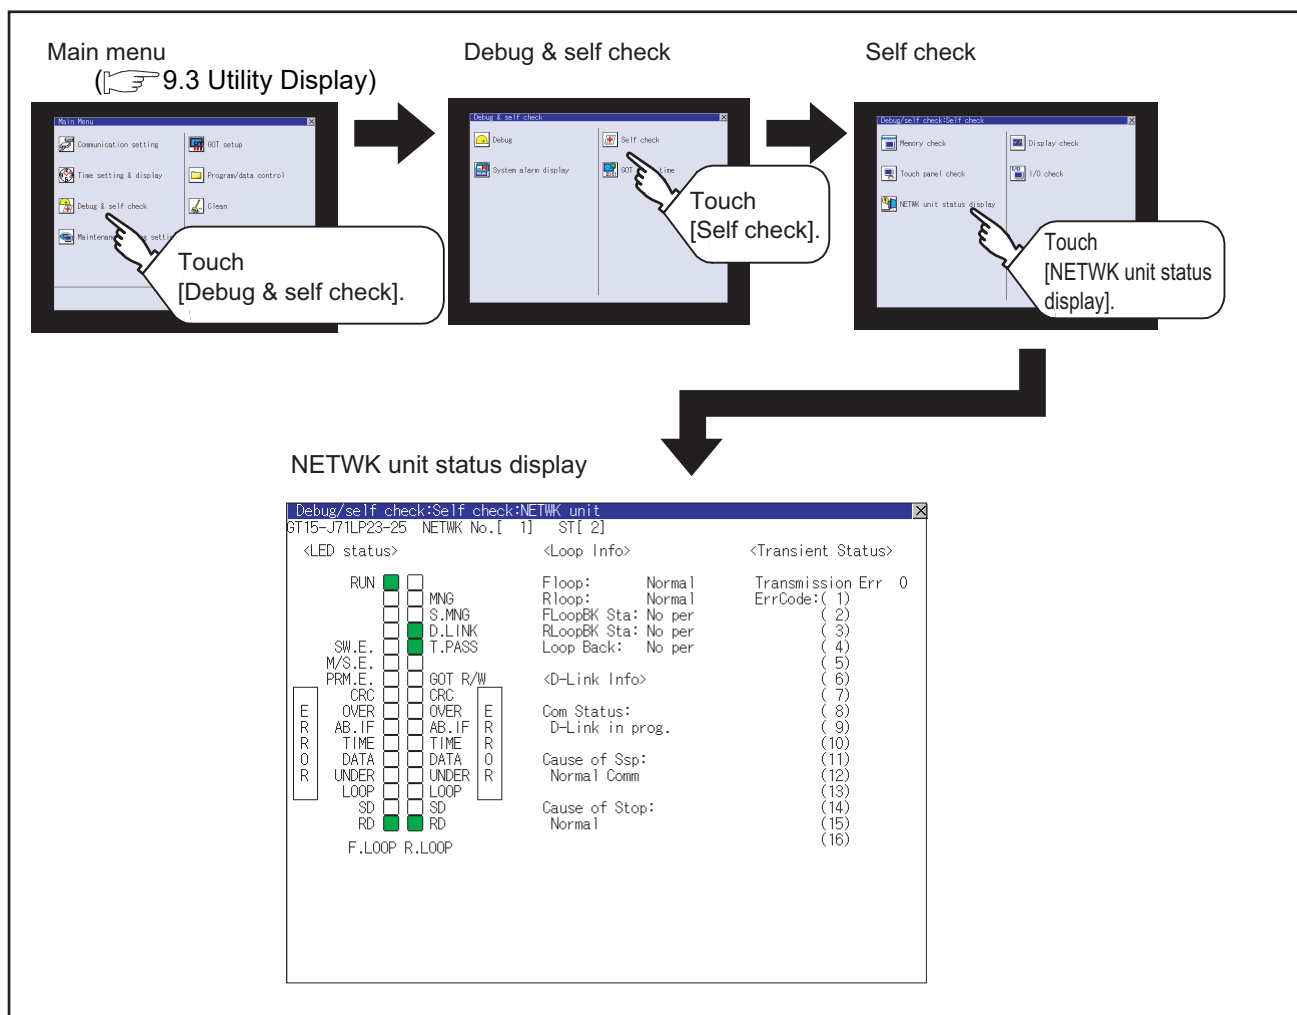 Main menu
(9.3 Utility Display)
Debug & self check
Self check
Main Menu
Communication setting
GOT setup
Time setting & display
Program/data control
Debug & self check
Clean
Touch
[Debug & self check].
Debug & self check
Debug
Self check
System alarm display
GOT
time
Touch
[Self check].
Debug/self check:Self check
Memory check
Display check
Touch panel check
I/O check
NETWK unit status display
Touch
[NETWK unit status
display].
NETWK unit status display
Debug/self check:Self check:NETWK unit
GT15-J71LP23-25 NETWK No.[ 1] ST[ 2]
<LED status> <Loop Info> <Transient Status>
RUN
MNG
S.MNG
D.LINK
SW.E. T.PASS
M/S.E.
PRM.E. GOT R/W
CRC CRC
OVER OVER
AB.IF AB.IF
TIME TIME
DATA DATA
UNDER UNDER
LOOP LOOP
SD SD
RD RD
ERROR
ERROR
F.LOOP R.LOOP
Floop: Normal
Rloop: Normal
FLoopBK Sta: No per
RLoopBK Sta: No per
Loop Back: No per
<D-Link Info>
Com Status:
D-Link in prog.
Cause of Ssp:
Normal Comm
Cause of Stop:
Normal
Transmission Err 0
ErrCode:( 1)
( 2)
( 3)
( 4)
( 5)
( 6)
( 7)
( 8)
( 9)
(10)
(11)
(12)
(13)
(14)
(15)
(16)